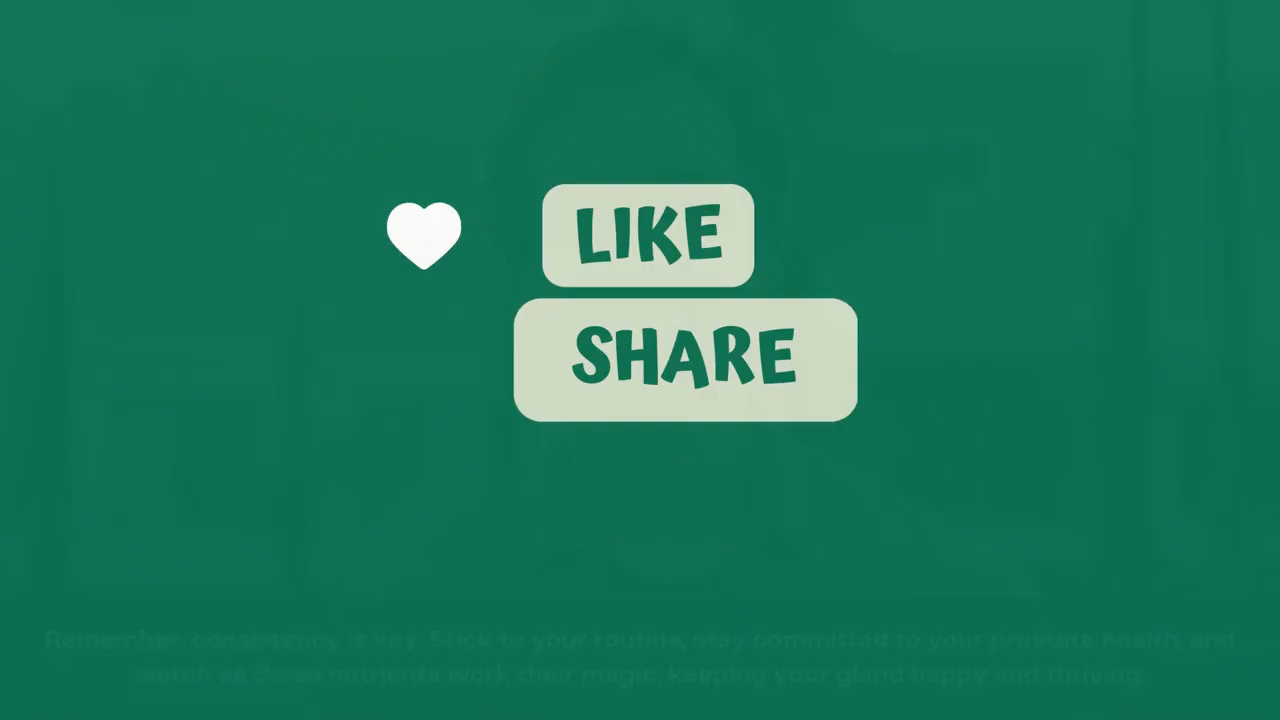 LIKE
SHARE
Remember, consistency is key. Stick to your routine, stay committed to your prostate health, and
watch as these nutrients work their magic, keeping your gland happy and thriving